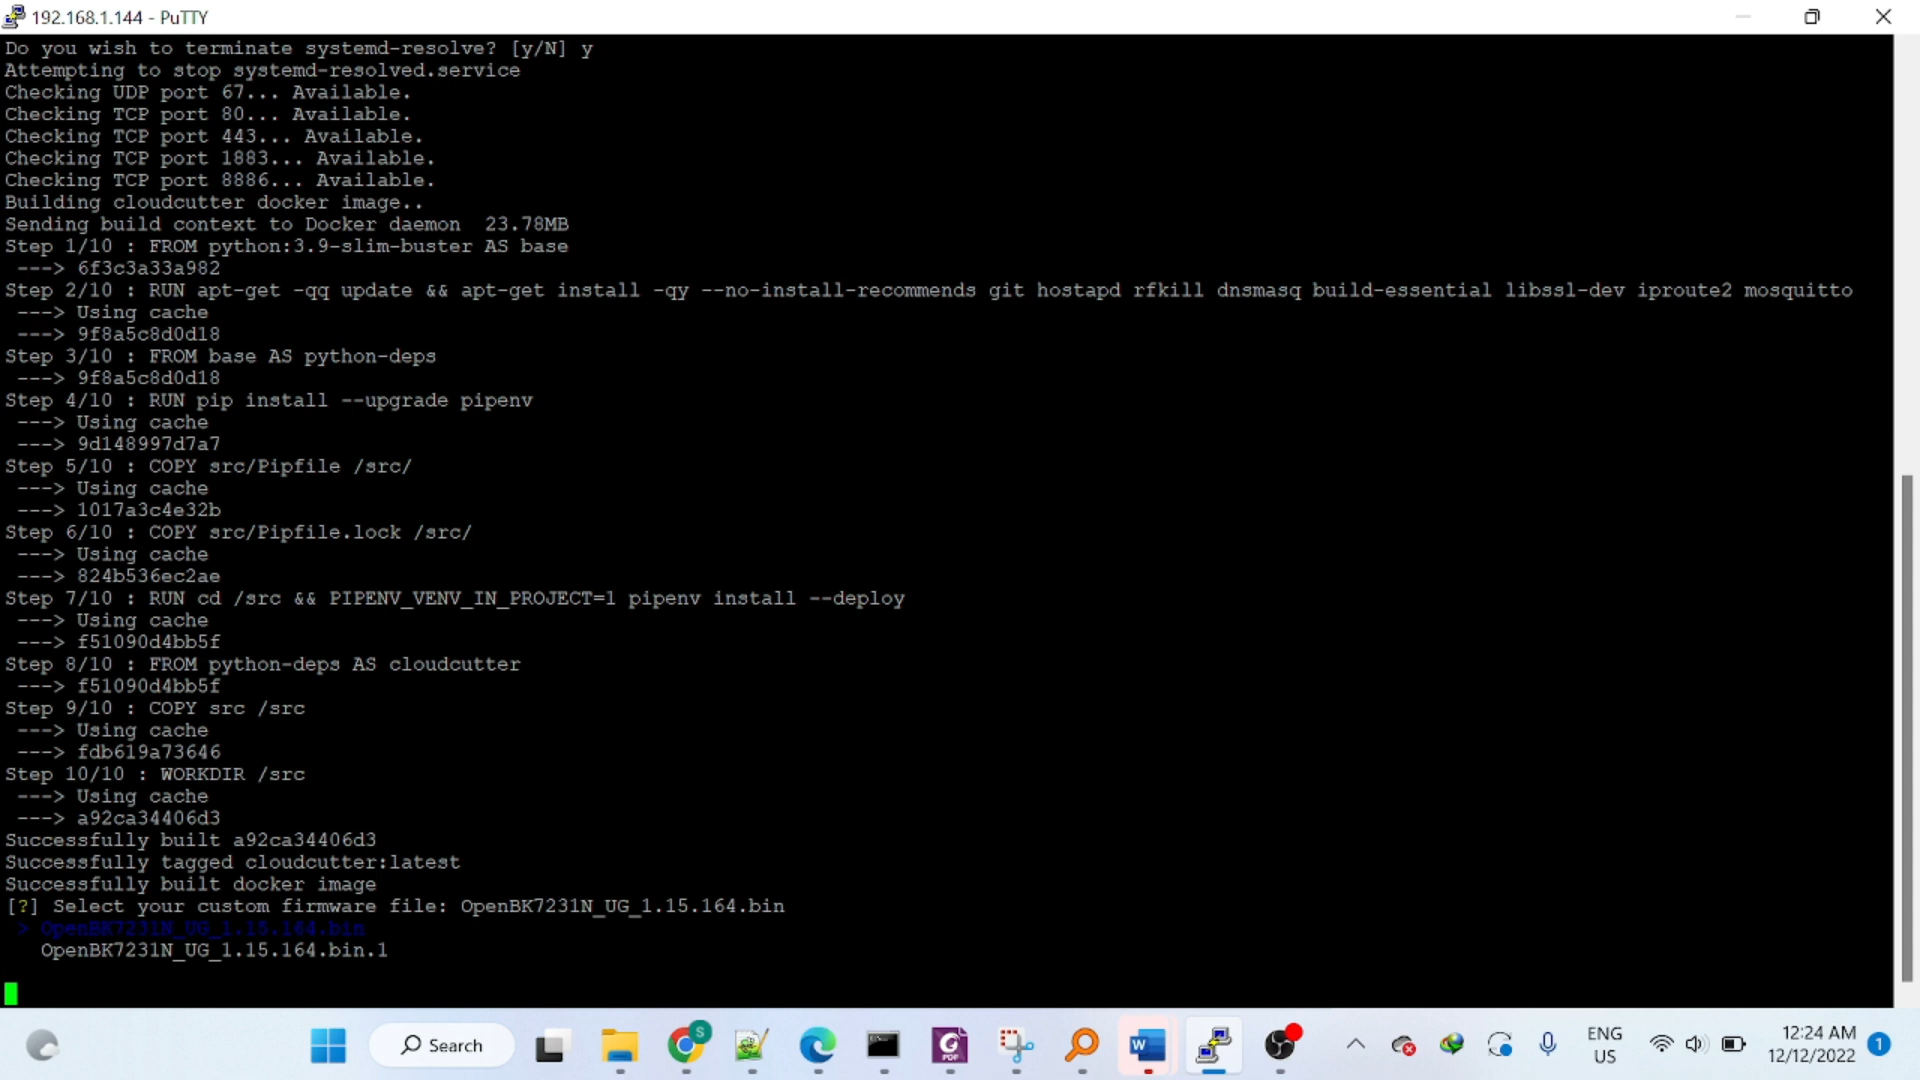 192.168.1.144 - PuTTY
Do you wish to terminate systemd-resolve? [y/N] y
Attempting to stop systemd-resolved.service
Checking UDP port 67... Available.
Checking TCP port 80... Available.
Checking TCP port 443... Available.
Checking TCP port 1883... Available.
Checking TCP port 8886... Available.
Building cloudcutter docker image..
Sending build context to Docker daemon  23.78MB
Step 1/10 : FROM python:3.9-slim-buster AS base
 ---> 6f3c3a33a982
Step 2/10 : RUN apt-get -qq update && apt-get install -qy --no-install-recommends git hostapd rfkill dnsmasq build-essential libssl-dev iproute2 mosquitto
 ---> Using cache
 ---> 9f8a5c8d0d18
Step 3/10 : FROM base AS python-deps
 ---> 9f8a5c8d0d18
Step 4/10 : RUN pip install --upgrade pipenv
 ---> Using cache
 ---> 9d148997d7a7
Step 5/10 : COPY src/Pipfile /src/
 ---> Using cache
 ---> 1017a3c4e32b
Step 6/10 : COPY src/Pipfile.lock /src/
 ---> Using cache
 ---> 824b536ec2ae
Step 7/10 : RUN cd /src && PIPENV_VENV_IN_PROJECT=1 pipenv install --deploy
 ---> Using cache
 ---> f51090d4bb5f
Step 8/10 : FROM python-deps AS cloudcutter
 ---> f51090d4bb5f
Step 9/10 : COPY src /src
 ---> Using cache
 ---> fdb619a73646
Step 10/10 : WORKDIR /src
 ---> Using cache
 ---> a92ca34406d3
Successfully built a92ca34406d3
Successfully tagged cloudcutter:latest
Successfully built docker image
[?] Select your custom firmware file: OpenBK7231N_UG_1.15.164.bin
 > OpenBK7231N_UG_1.15.164.bin
   OpenBK7231N_UG_1.15.164.bin.1
Search
S
PDF
W
ENG
US
12:24 AM
12/12/2022
1